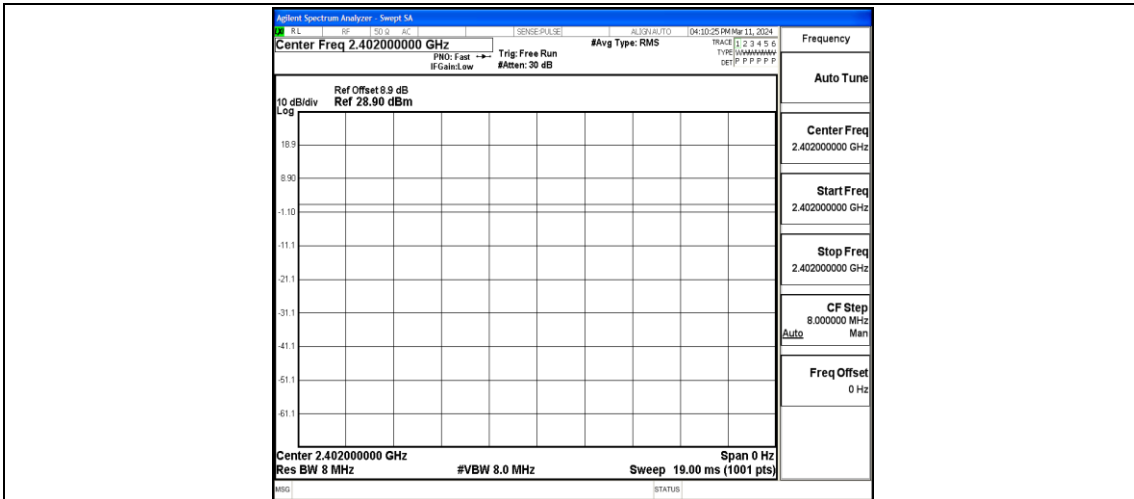 Agilent Spectrum Analyzer - Swept SA
RL RF 50 Ω AC SENSE:PULSE ALIGN AUTO 04:10:25 PM Mar 11, 2024
Center Freq 2.402000000 GHz
#Avg Type: RMS
TRACE 1 2 3 4 5 6
PNO: Fast Trig: Free Run
TYPE
IFGain:Low #Atten: 30 dB
DET P P P P P P
Ref Offset 8.9 dB
10 dB/div Ref 28.90 dBm
Log
18.9
8.90
-1.10
-11.1
-21.1
-31.1
-41.1
-51.1
-61.1
Center 2.402000000 GHz Span 0 Hz
Res BW 8 MHz #VBW 8.0 MHz Sweep 19.00 ms (1001 pts)
MSG STATUS
Frequency
Auto Tune
Center Freq
2.402000000 GHz
Start Freq
2.402000000 GHz
Stop Freq
2.402000000 GHz
CF Step
8.000000 MHz
Auto Man
Freq Offset
0 Hz